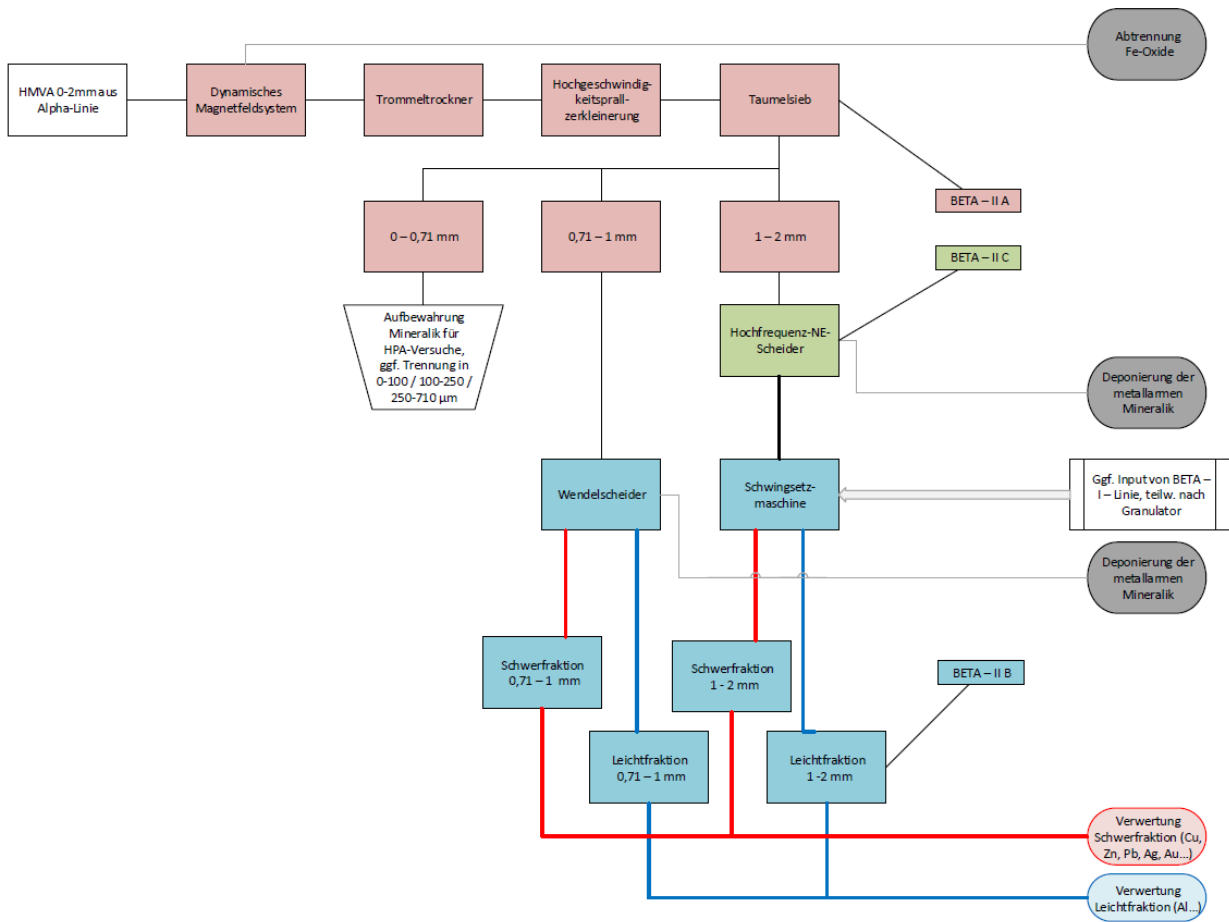 Abtrennung
Fe-Oxide
HMVA 0-2mm aus
Alpha-Linie
Dynamisches
Magnetfeldsystem
Trommeltrockner
Hochgeschwindig-
keitsprall-
zerkleinerung
Taumelsieb
BETA – II A
0 – 0,71 mm
0,71 – 1 mm
1 – 2 mm
BETA – II C
Aufbewahrung
Mineralik für
HPA-Versuche,
ggf. Trennung in
0-100 / 100-250 /
250-710 µm
Hochfrequenz-NE-
Scheider
Deponierung der
metallarmen
Mineralik
Wendelscheider
Schwingsetz-
maschine
Ggf. Input von BETA –
I – Linie, teilw. nach
Granulator
Deponierung der
metallarmen
Mineralik
Schwerfraktion
0,71 – 1 mm
Schwerfraktion
1 - 2 mm
BETA – II B
Leichtfraktion
0,71 – 1 mm
Leichtfraktion
1 -2 mm
Verwertung
Schwerfraktion (Cu,
Zn, Pb, Ag, Au...)
Verwertung
Leichtfraktion (Al...)